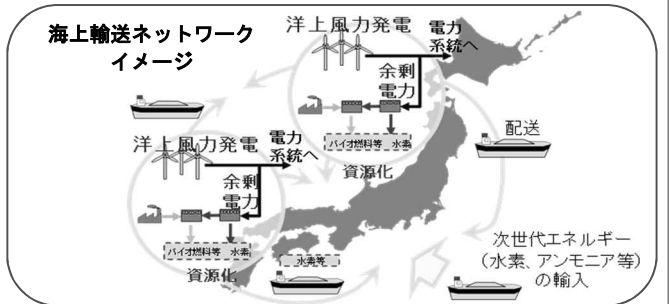 海上輸送ネットワーク
イメージ
洋上風力発電
電力
系統へ
余剰
電力
バイオ燃料等 水素
資源化
洋上風力発電
電力
系統へ
余剰
電力
バイオ燃料等 水素
資源化
水素等
配送
次世代エネルギー
（水素、アンモニア等）
の輸入